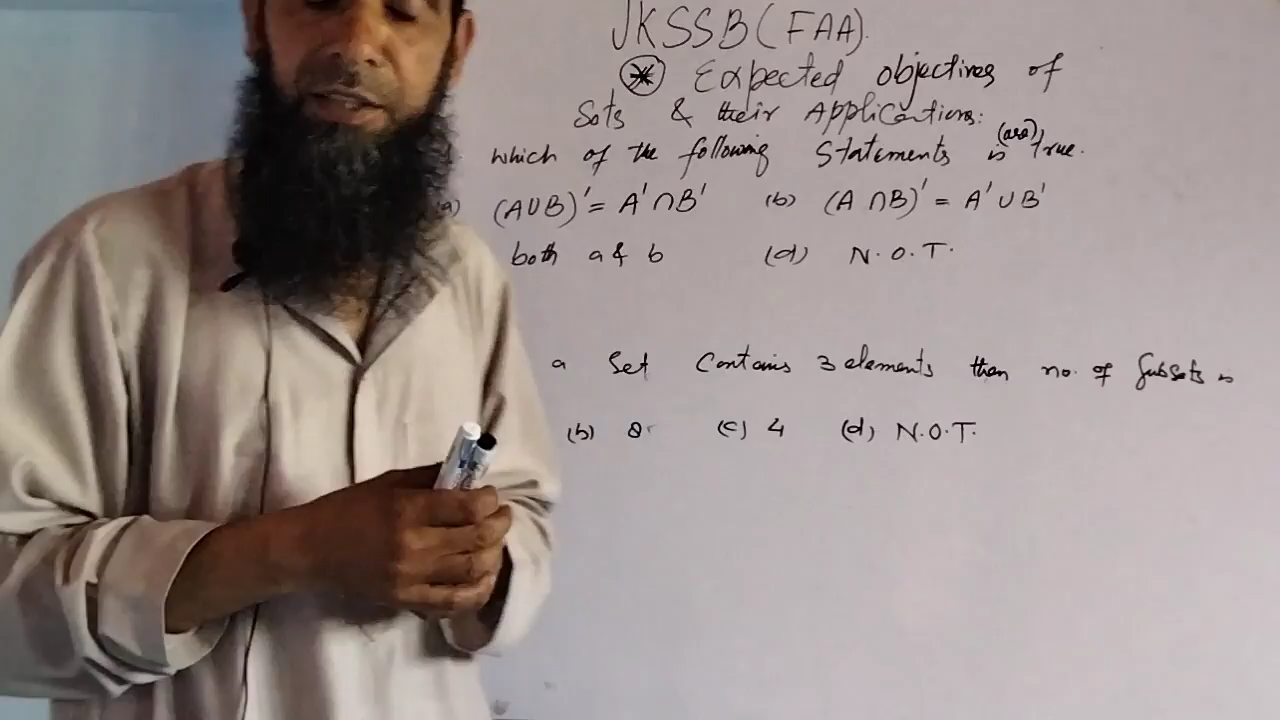 JKSSB (FAA).
* Expected objectives of
Sets & their Applications:
which of the following Statements is (are) true.
a) (A∪B)' = A'∩B' (b) (A∩B)' = A'∪B'
both a & b (d) N.O.T.
a Set Contains 3 elements then no. of Subsets is
(b) 8 (c) 4 (d) N.O.T.